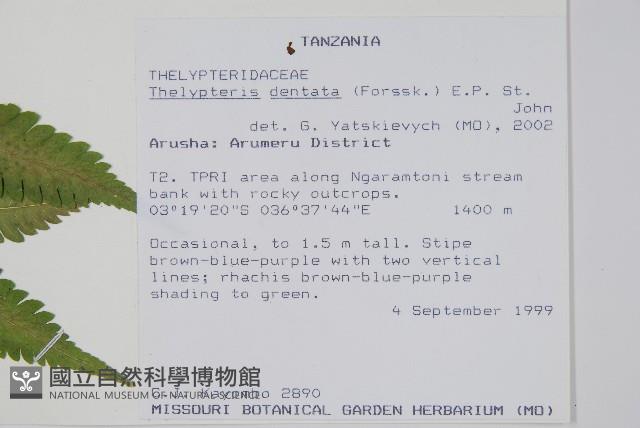 TANZANIA
THELYPTERIDACEAE
Thelypteris dentata (Forssk.) E.P. St.
John
det. G. Yatskievych (MO), 2002
Arusha: Arumeru District
T2. TPRI area along Ngaramtoni stream
bank with rocky outcrops.
03°19'20"S 036°37'44"E 1400 m
Occasional, to 1.5 m tall. Stipe
brown-blue-purple with two vertical
lines; rhachis brown-blue-purple
shading to green.
4 September 1999
國立自然科學博物館
NATIONAL MUSEUM OF NATURAL SCIENCE
2890
MISSOURI BOTANICAL GARDEN HERBARIUM (MO)